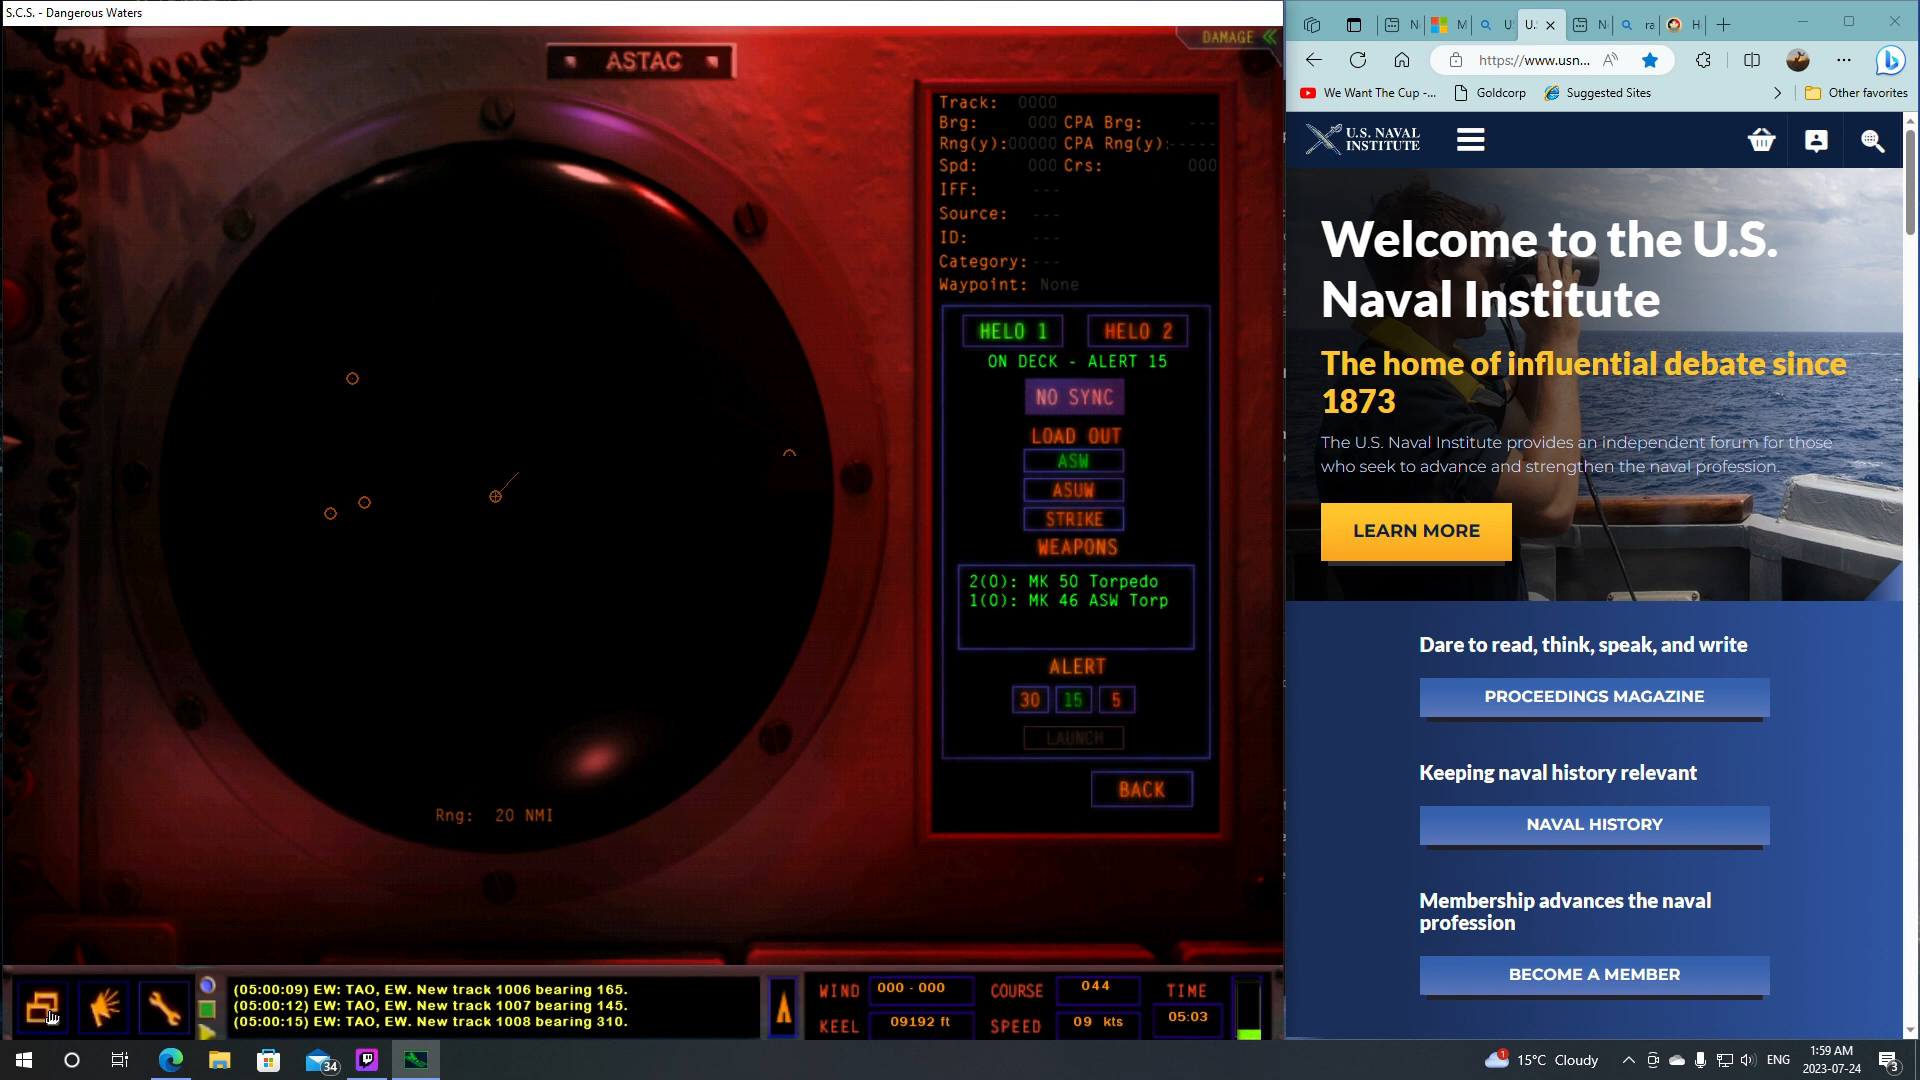 S.C.S. - Dangerous Waters
DAMAGE
ASTAC
Track: 0000
Brg: 000 CPA Brg: ---
Rng(y):00000 CPA Rng(y):-----
Spd: 000 Crs: 000
IFF: ---
Source: ---
ID: ---
Category: ---
Waypoint: None
HELO 1 HELO 2
ON DECK - ALERT 15
NO SYNC
LOAD OUT
ASW
ASUW
STRIKE
WEAPONS
2(0): MK 50 Torpedo
1(0): MK 46 ASW Torp
ALERT
30 15 5
LAUNCH
BACK
Rng: 20 NMI
(05:00:09) EW: TAO, EW. New track 1006 bearing 165.
(05:00:12) EW: TAO, EW. New track 1007 bearing 145.
(05:00:15) EW: TAO, EW. New track 1008 bearing 310.
WIND 000 - 000 COURSE 044 TIME
KEEL 09192 ft SPEED 09 kts 05:03
N M U U. N ra H
https://www.usn...
We Want The Cup -... Goldcorp Suggested Sites Other favorites
U.S. NAVAL
INSTITUTE
Welcome to the U.S.
Naval Institute
The home of influential debate since
1873
The U.S. Naval Institute provides an independent forum for those
who seek to advance and strengthen the naval profession.
LEARN MORE
Dare to read, think, speak, and write
PROCEEDINGS MAGAZINE
Keeping naval history relevant
NAVAL HISTORY
Membership advances the naval
profession
BECOME A MEMBER
34
1 15°C Cloudy ENG 1:59 AM
2023-07-24 3